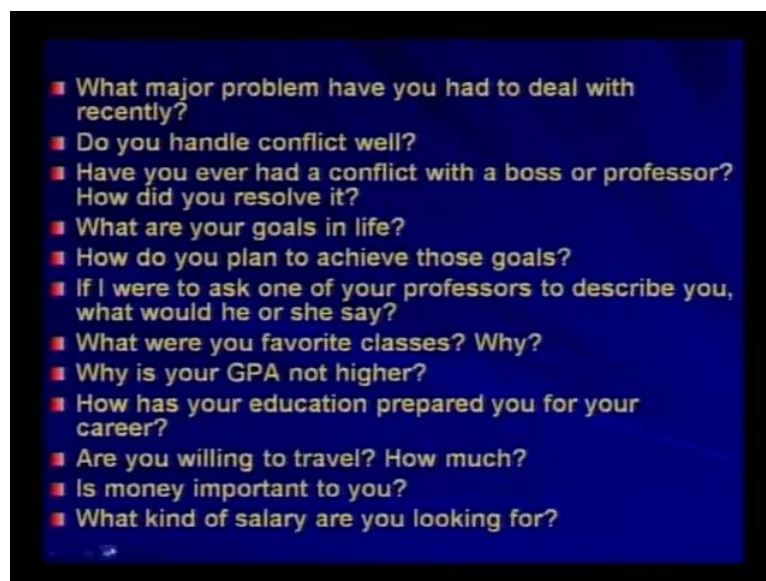 What major problem have you had to deal with
recently?
Do you handle conflict well?
Have you ever had a conflict with a boss or professor?
How did you resolve it?
What are your goals in life?
How do you plan to achieve those goals?
If I were to ask one of your professors to describe you,
what would he or she say?
What were you favorite classes? Why?
Why is your GPA not higher?
How has your education prepared you for your
career?
Are you willing to travel? How much?
Is money important to you?
What kind of salary are you looking for?